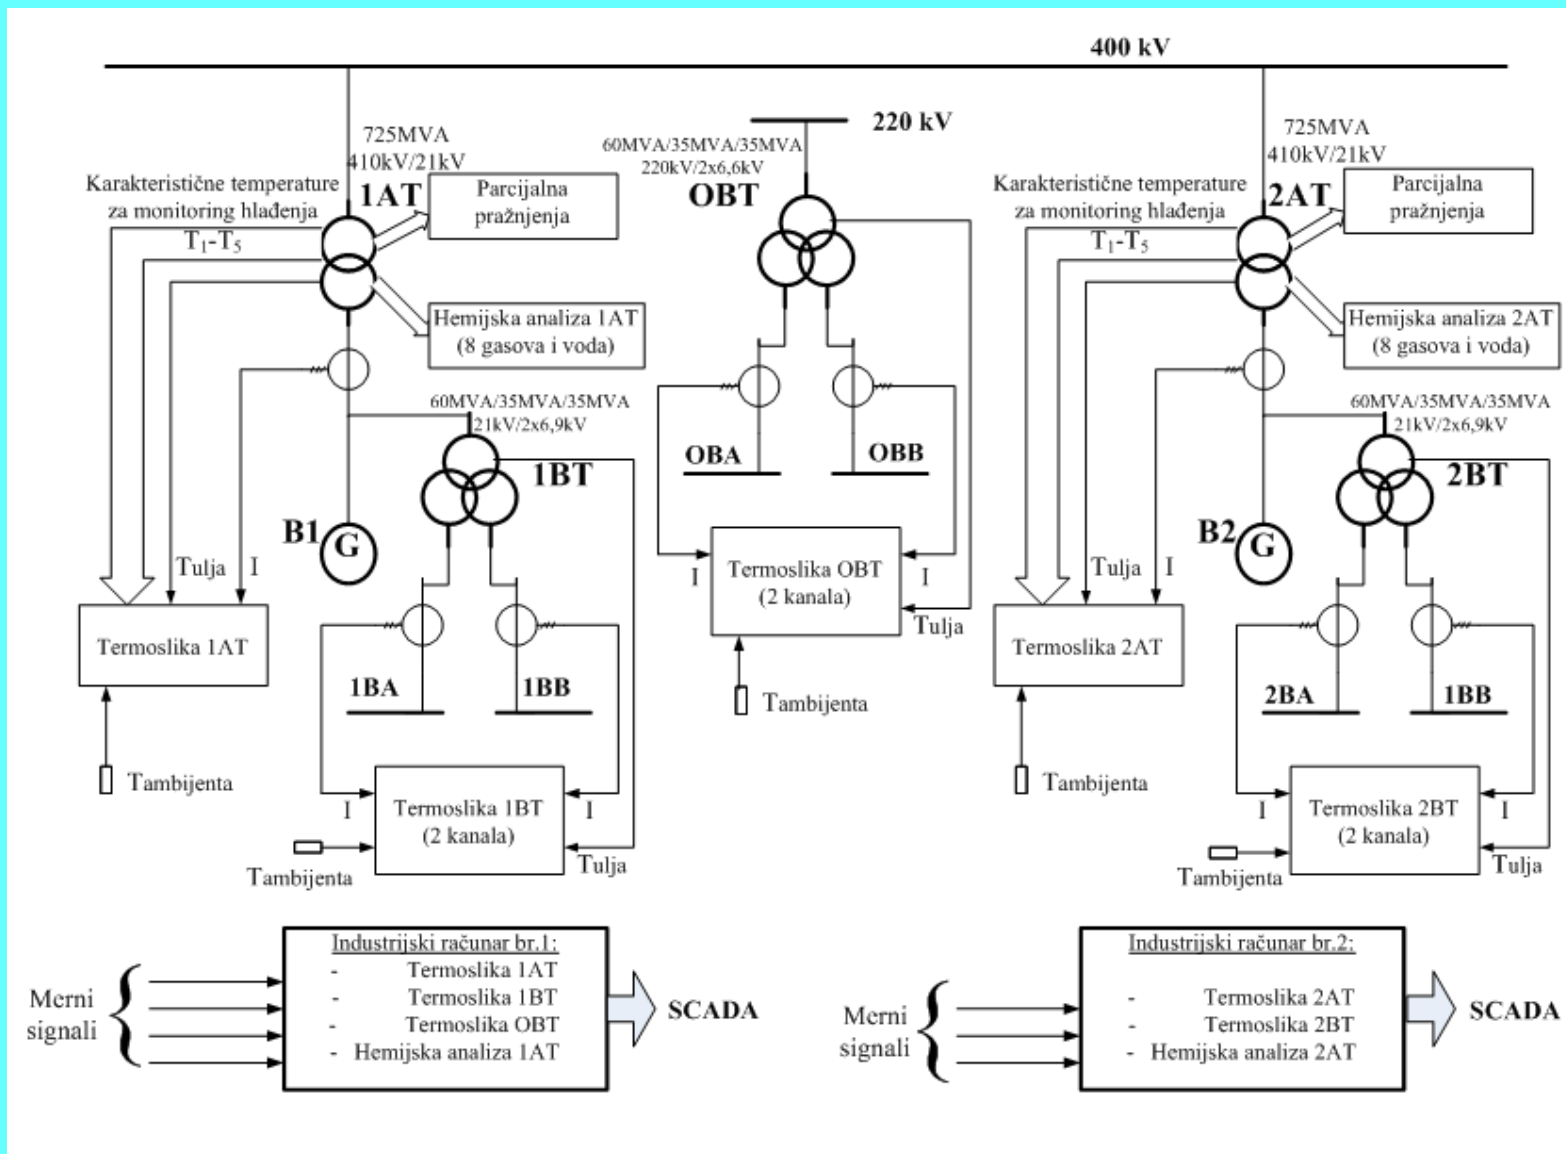 400 kV
725MVA
410kV/21kV
1AT
Karakteristične temperature
za monitoring hlađenja
T1-T5
Parcijalna
pražnjenja
Hemijska analiza 1AT
(8 gasova i voda)
60MVA/35MVA/35MVA
21kV/2x6,9kV
1BT
B1
G
Tulja
I
Termoslika 1AT
Tambijenta
1BA
1BB
I
Termoslika 1BT
(2 kanala)
I
Tulja
Tambijenta
220 kV
60MVA/35MVA/35MVA
220kV/2x6,6kV
OBT
OBA
OBB
I
Termoslika OBT
(2 kanala)
I
Tulja
Tambijenta
725MVA
410kV/21kV
2AT
Karakteristične temperature
za monitoring hlađenja
T1-T5
Parcijalna
pražnjenja
Hemijska analiza 2AT
(8 gasova i voda)
60MVA/35MVA/35MVA
21kV/2x6,9kV
2BT
B2
G
Tulja
I
Termoslika 2AT
Tambijenta
2BA
1BB
I
Termoslika 2BT
(2 kanala)
I
Tulja
Tambijenta
Merni
signali
Industrijski računar br.1:
- Termoslika 1AT
- Termoslika 1BT
- Termoslika OBT
- Hemijska analiza 1AT
SCADA
Merni
signali
Industrijski računar br.2:
- Termoslika 2AT
- Termoslika 2BT
- Hemijska analiza 2AT
SCADA